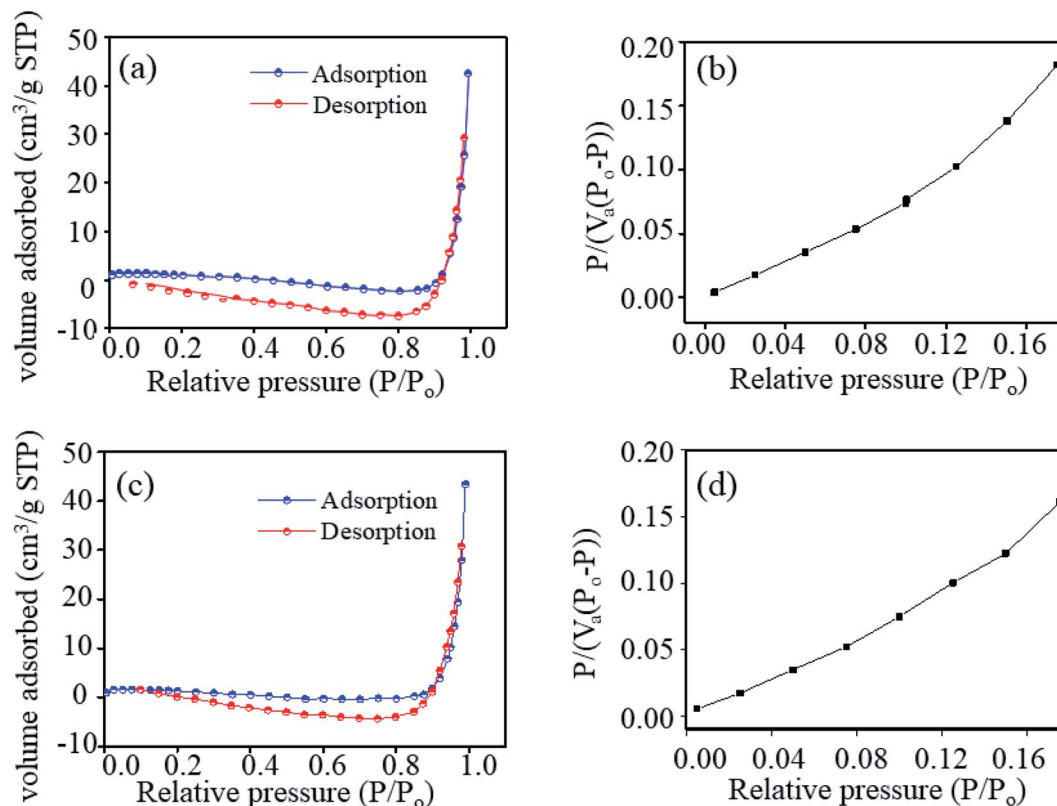 (a)
volume adsorbed (cm³/g STP)
50
40
30
20
10
0
-10
Adsorption
Desorption
0.0 0.2 0.4 0.6 0.8 1.0
Relative pressure (P/Pₒ)
(b)
P/(Vₐ(Pₒ-P))
0.20
0.15
0.10
0.05
0.00
0.00 0.04 0.08 0.12 0.16
Relative pressure (P/Pₒ)
(c)
volume adsorbed (cm³/g STP)
50
40
30
20
10
0
-10
Adsorption
Desorption
0.0 0.2 0.4 0.6 0.8 1.0
Relative pressure (P/Pₒ)
(d)
P/(Vₐ(Pₒ-P))
0.20
0.15
0.10
0.05
0.00
0.00 0.04 0.08 0.12 0.16
Relative pressure (P/Pₒ)